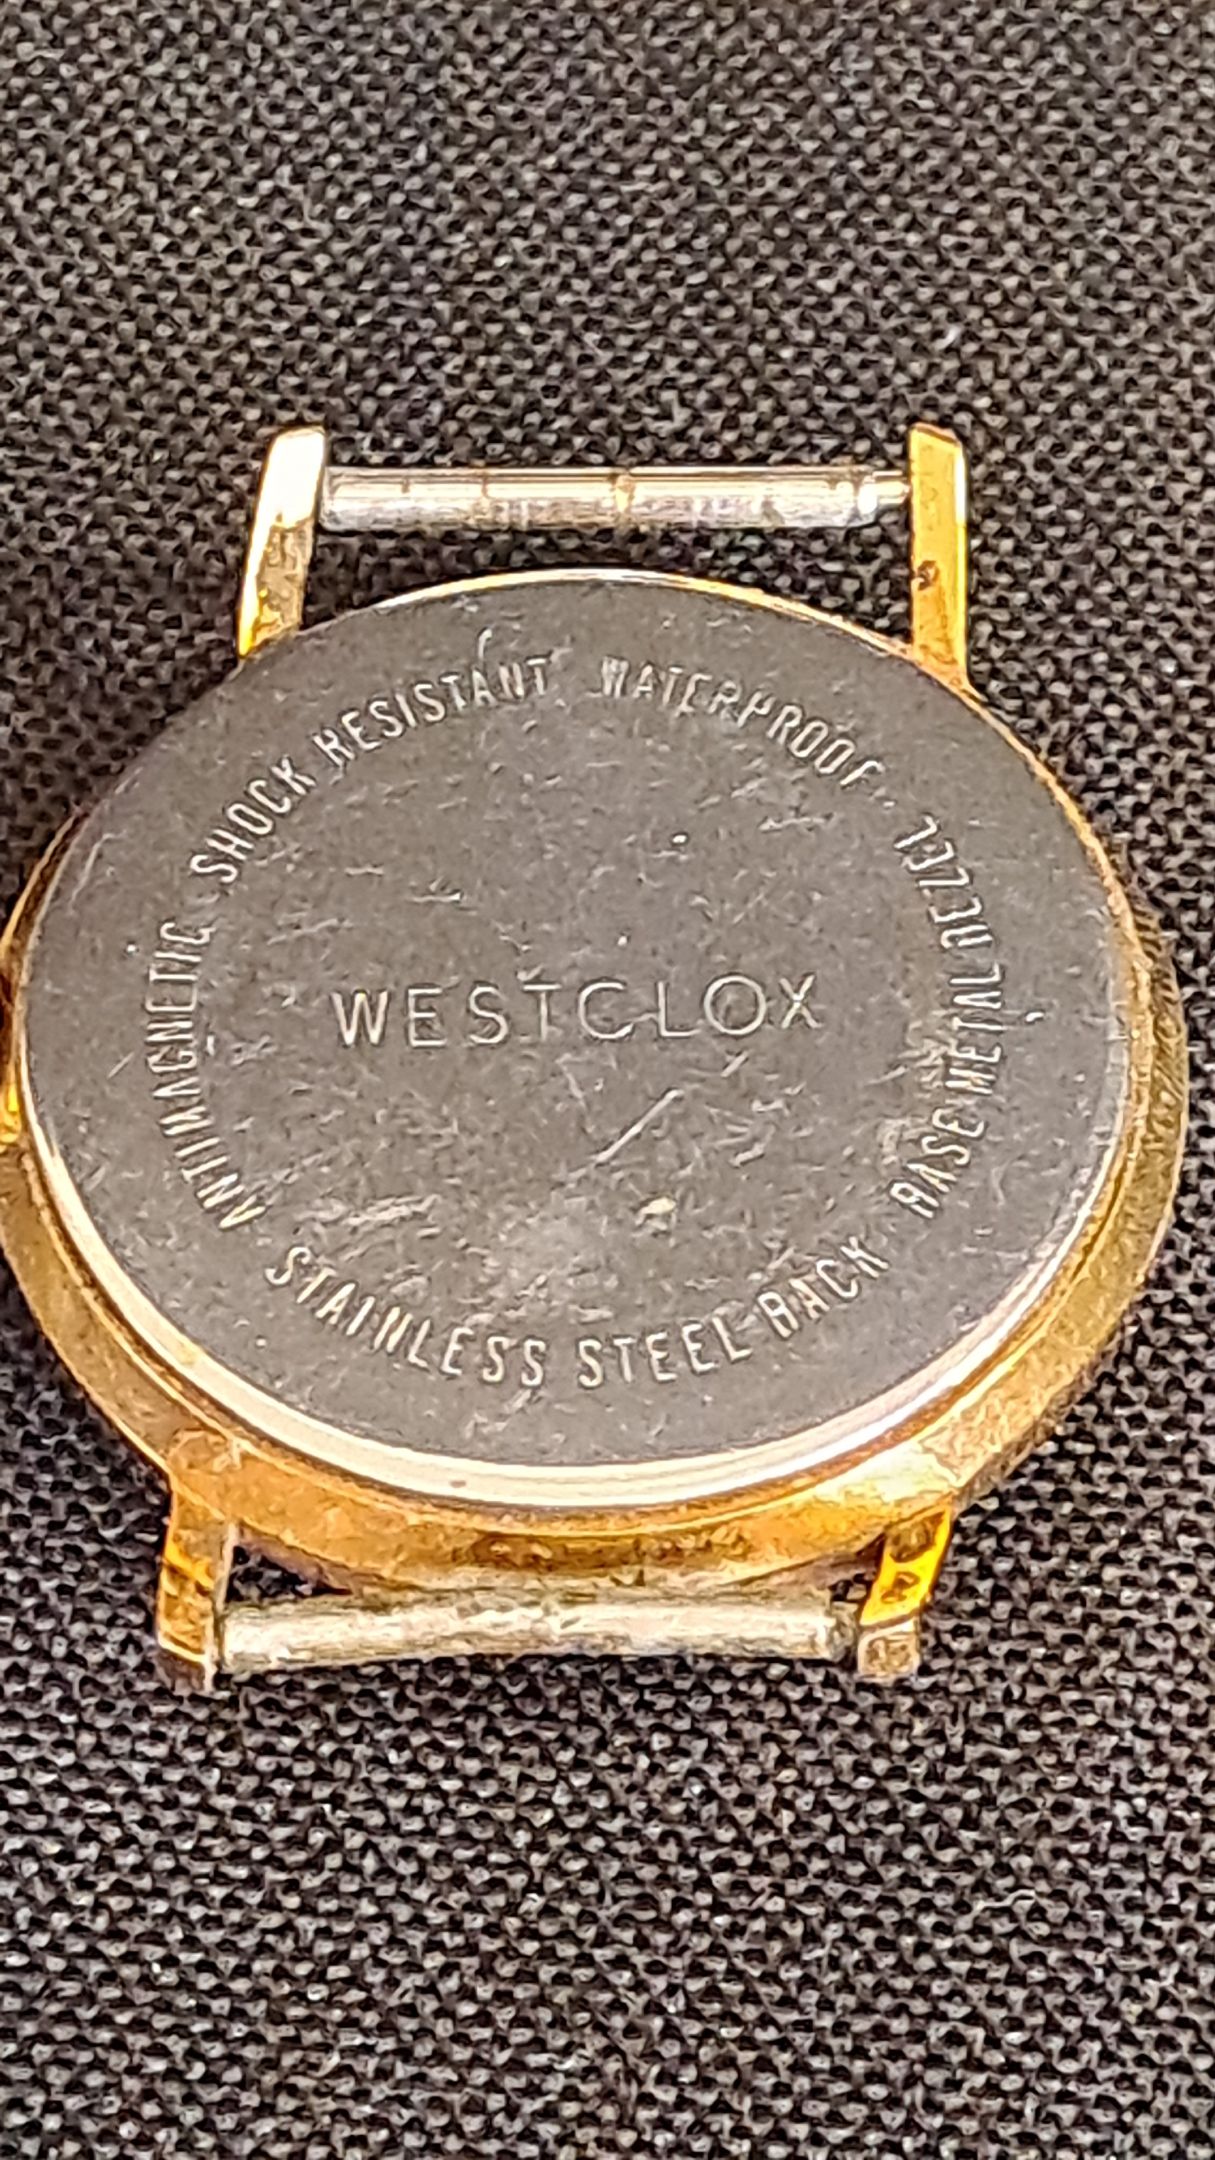 WESTCLOX
ANTIMAGNETIC SHOCK RESISTANT WATERPROOF
STAINLESS STEEL BACK BASE METAL BEZEL